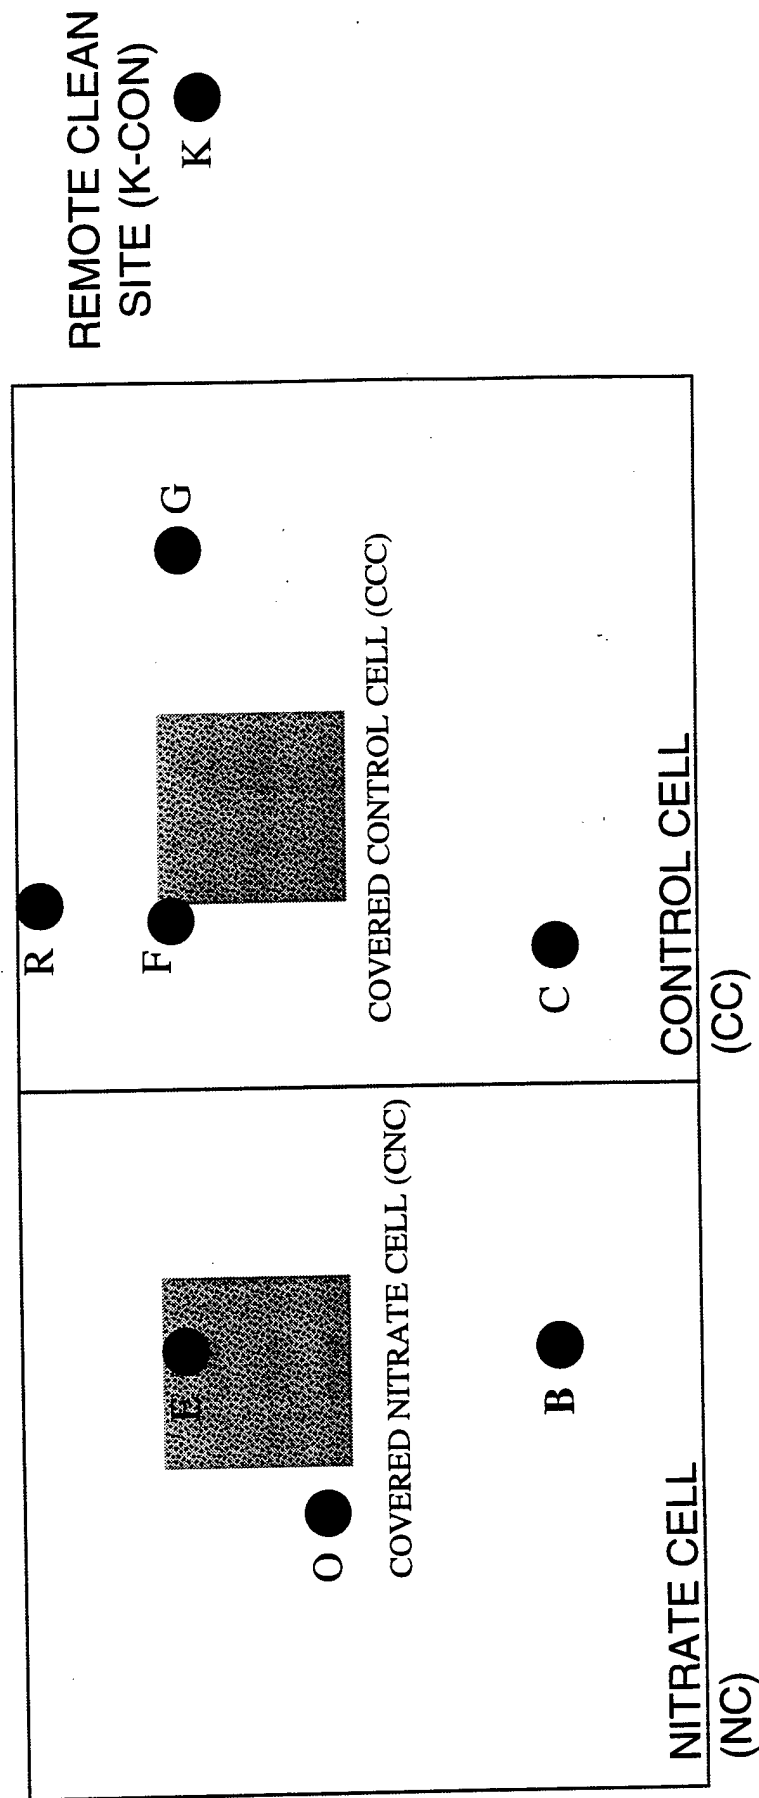 REMOTE CLEAN
SITE (K-CON)
K
R
F
G
COVERED CONTROL CELL (CCC)
C
CONTROL CELL
(CC)
E
O
COVERED NITRATE CELL (CNC)
B
NITRATE CELL
(NC)